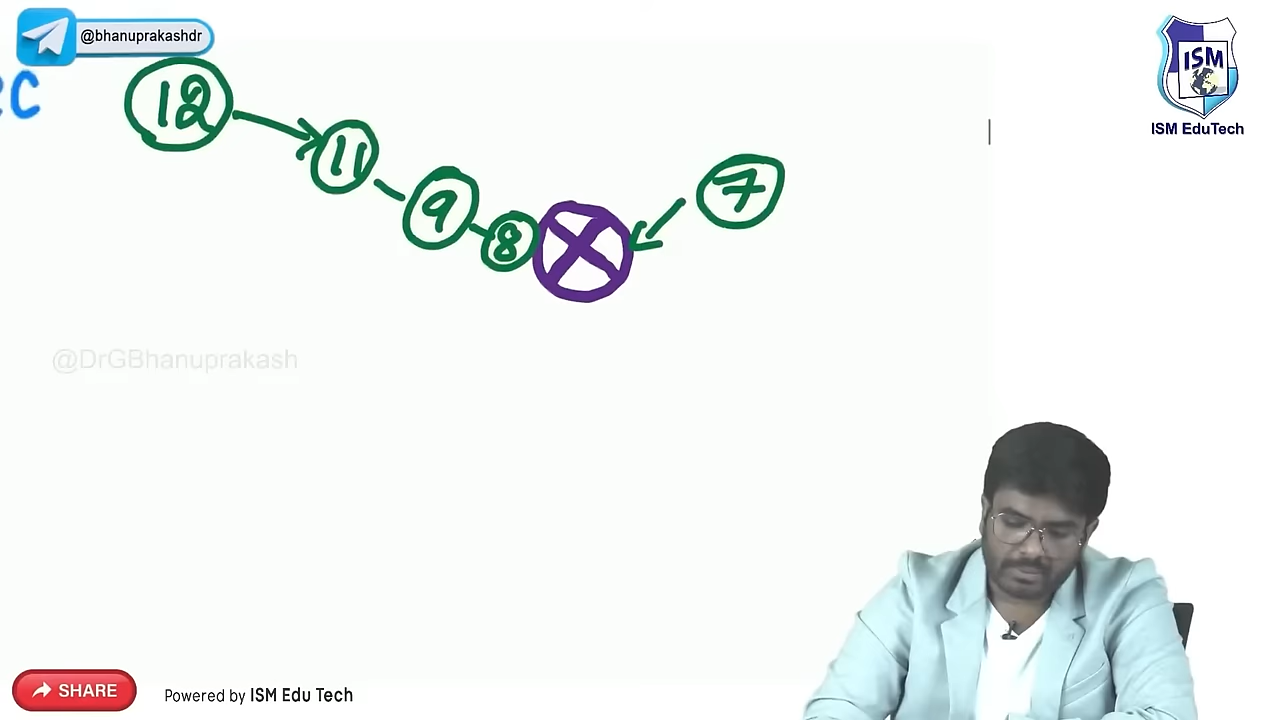 @bhanuprakashdr
ISM
ISM EduTech
C
12
11
9
8
X
7
@DrGBhanuprakash
SHARE
Powered by ISM Edu Tech